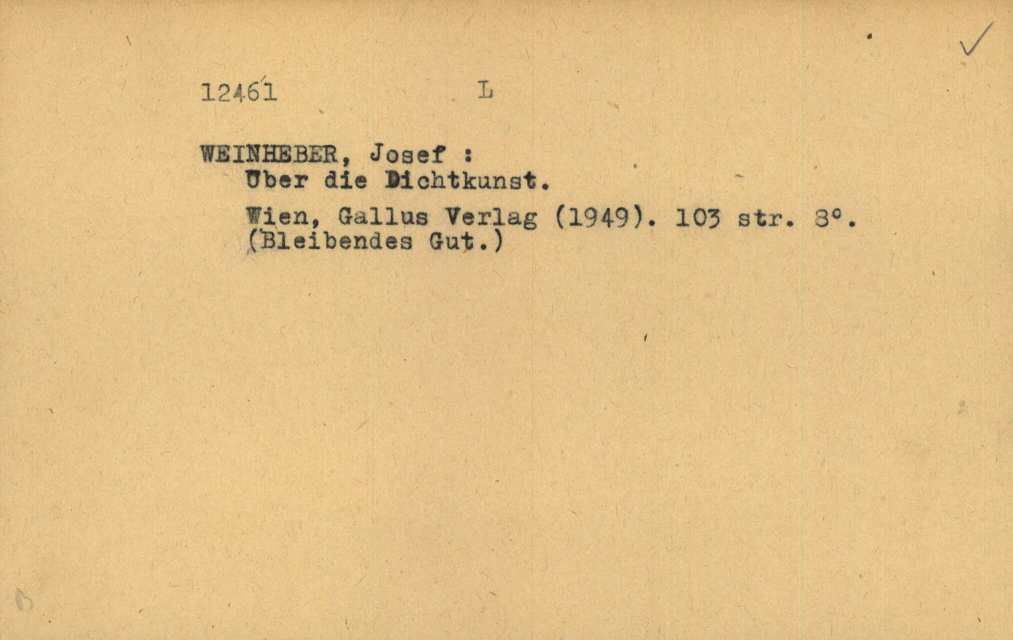 12461 L
WEINHEBER, Josef :
Über die Dichtkunst.
Wien, Gallus Verlag (1949). 103 str. 8°.
(Bleibendes Gut.)